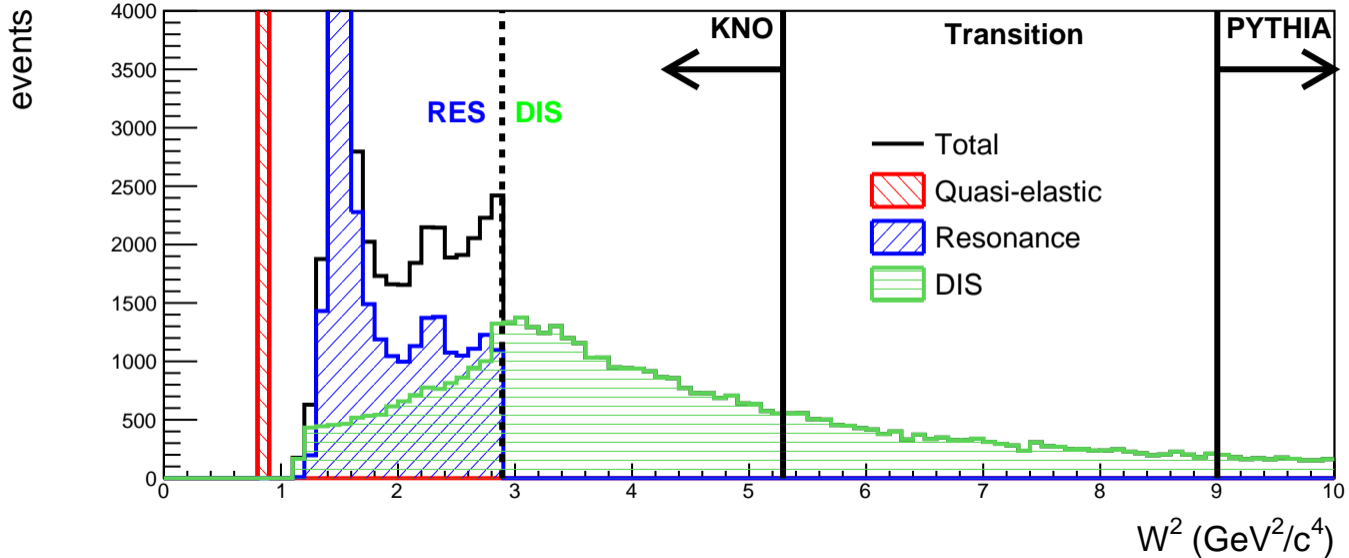 events
4000
3500
3000
2500
2000
1500
1000
500
0
KNO
Transition
PYTHIA
RES
DIS
Total
Quasi-elastic
Resonance
DIS
0 1 2 3 4 5 6 7 8 9 10
W² (GeV²/c⁴)